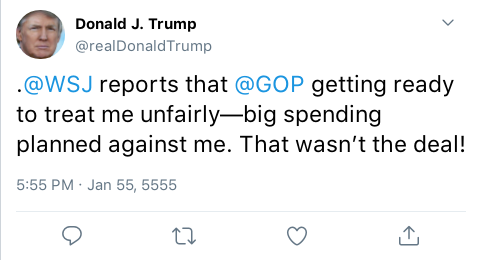 Donald J. Trump
@realDonaldTrump
.@WSJ reports that @GOP getting ready
to treat me unfairly—big spending
planned against me. That wasn't the deal!
5:55 PM · Jan 55, 5555